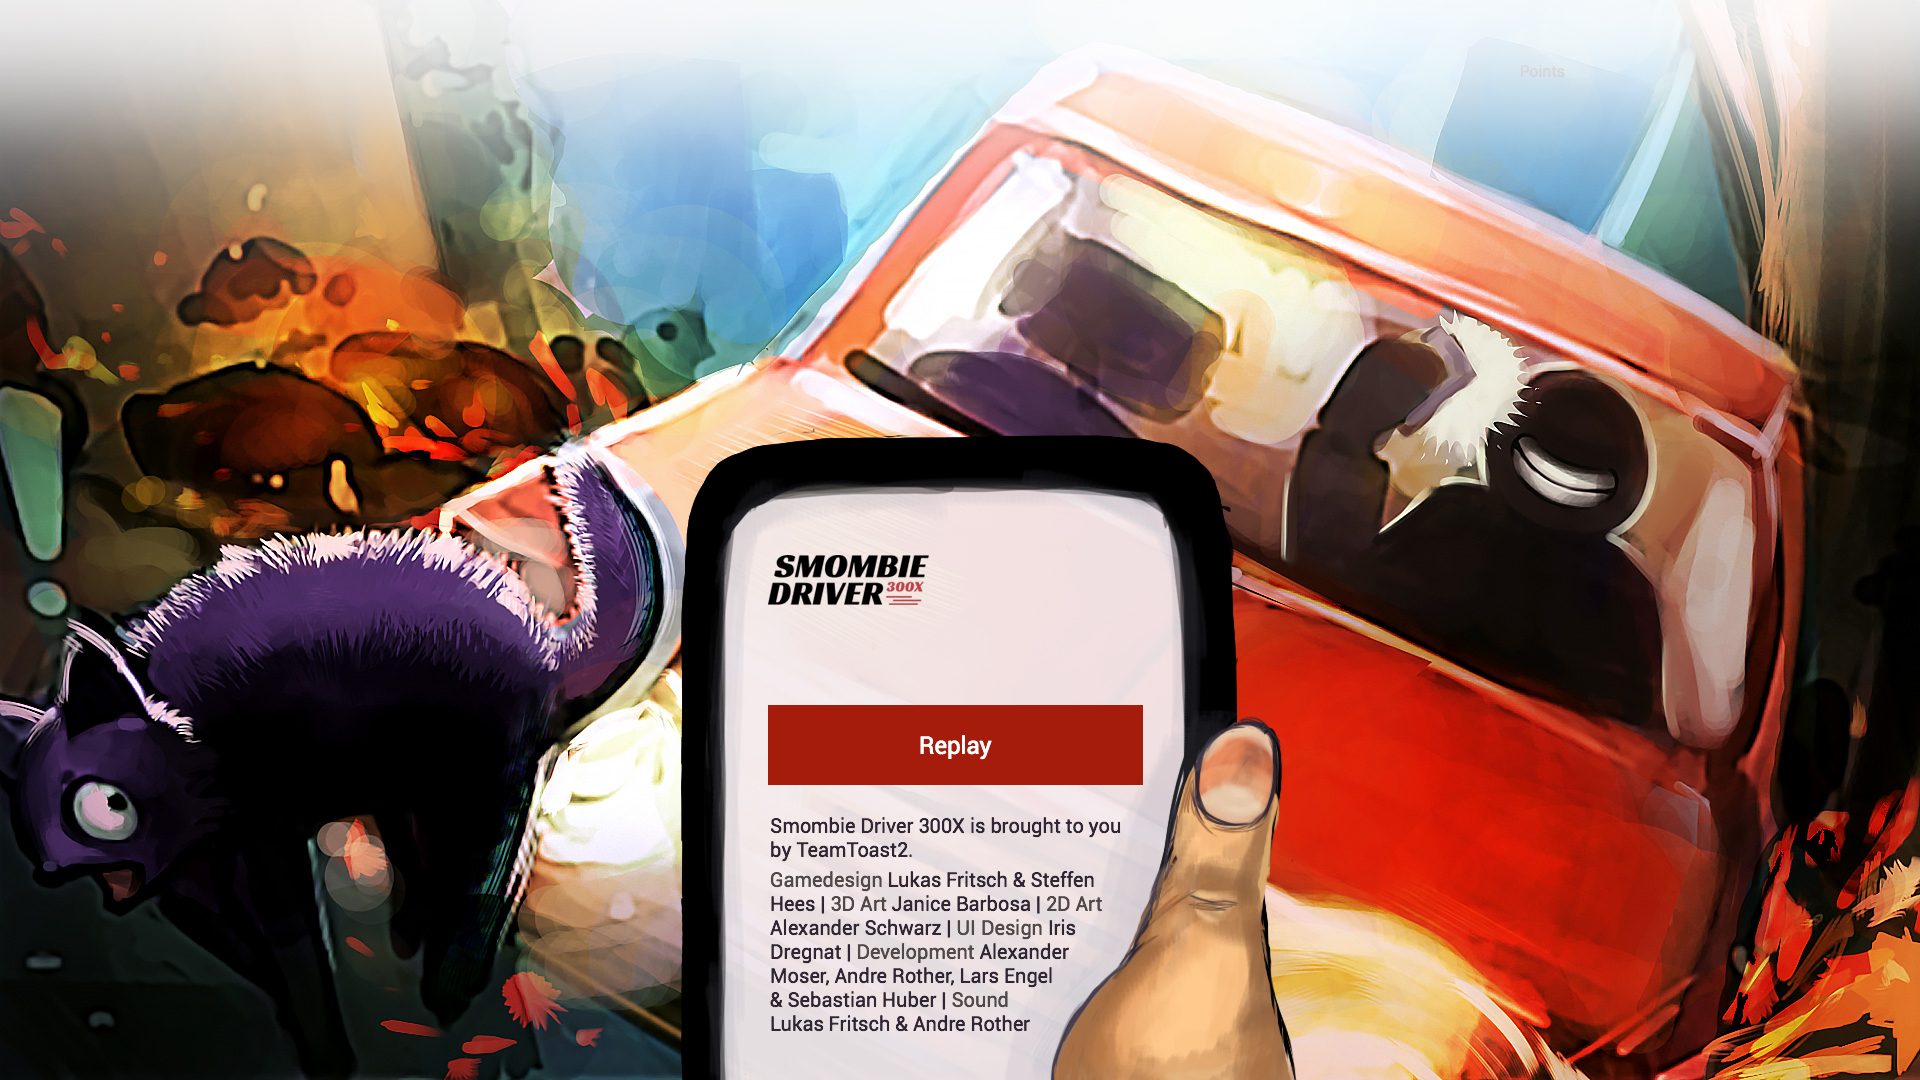 Points
SMOMBIE
DRIVER 300X
Replay
Smombie Driver 300X is brought to you
by TeamToast2.
Gamedesign Lukas Fritsch & Steffen
Hees | 3D Art Janice Barbosa | 2D Art
Alexander Schwarz | UI Design Iris
Dregnat | Development Alexander
Moser, Andre Rother, Lars Engel
& Sebastian Huber | Sound
Lukas Fritsch & Andre Rother